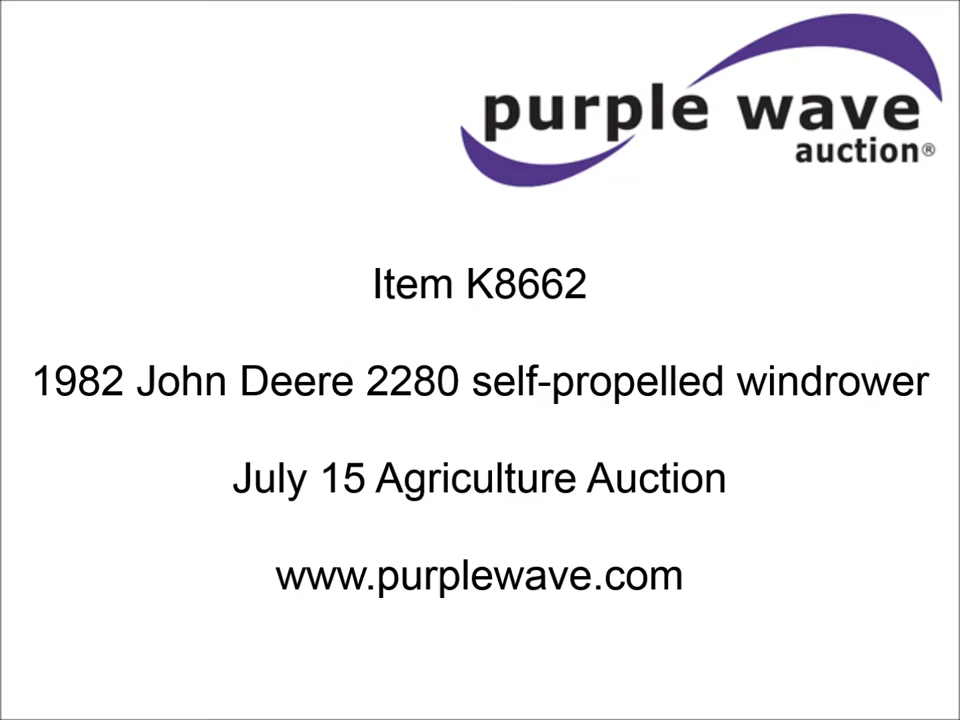 purple wave
auction®
Item K8662
1982 John Deere 2280 self-propelled windrower
July 15 Agriculture Auction
www.purplewave.com